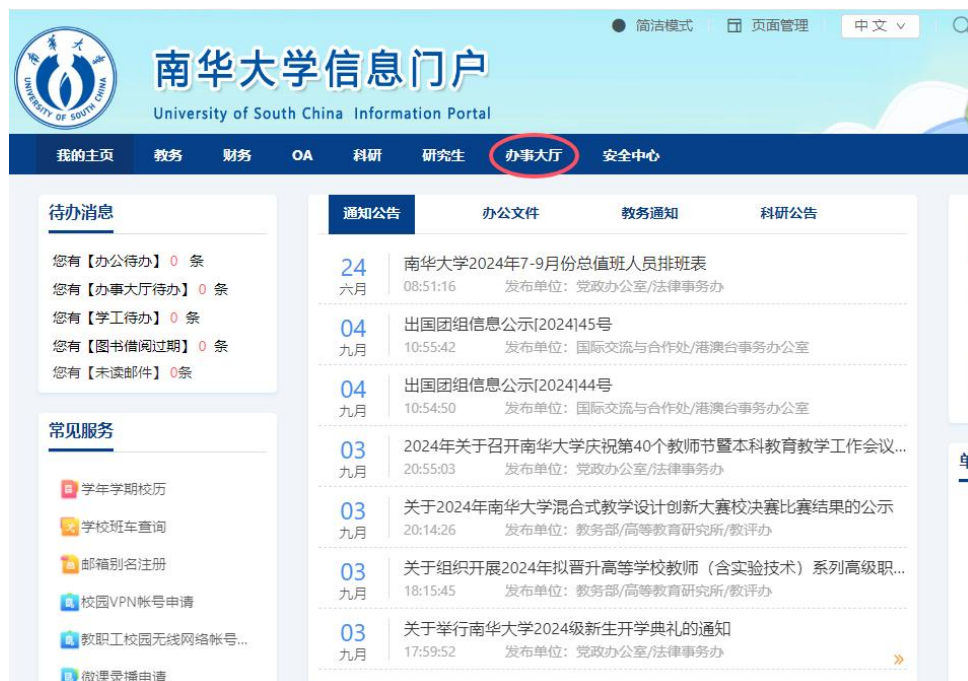 简洁模式 页面管理 中文
南华大学
UNIVERSITY OF SOUTH CHINA
南华大学信息门户
University of South China Information Portal
我的主页 教务 财务 OA 科研 研究生 办事大厅 安全中心
待办消息
您有【办公待办】0 条
您有【办事大厅待办】0 条
您有【学工待办】0 条
您有【图书借阅过期】0 条
您有【未读邮件】0条
常见服务
学年学期校历
学校班车查询
邮箱别名注册
校园VPN帐号申请
教职工校园无线网络帐号...
微课录播申请
通知公告 办公文件 教务通知 科研公告
24 南华大学2024年7-9月份总值班人员排班表
六月 08:51:16 发布单位：党政办公室/法律事务办
04 出国团组信息公示[2024]45号
九月 10:55:42 发布单位：国际交流与合作处/港澳台事务办公室
04 出国团组信息公示[2024]44号
九月 10:54:50 发布单位：国际交流与合作处/港澳台事务办公室
03 2024年关于召开南华大学庆祝第40个教师节暨本科教育教学工作会议...
九月 20:55:03 发布单位：党政办公室/法律事务办
03 关于2024年南华大学混合式教学设计创新大赛校决赛比赛结果的公示
九月 20:14:26 发布单位：教务部/高等教育研究所/教评办
03 关于组织开展2024年拟晋升高等学校教师（含实验技术）系列高级职...
九月 18:15:45 发布单位：教务部/高等教育研究所/教评办
03 关于举行南华大学2024级新生开学典礼的通知
九月 17:59:52 发布单位：党政办公室/法律事务办